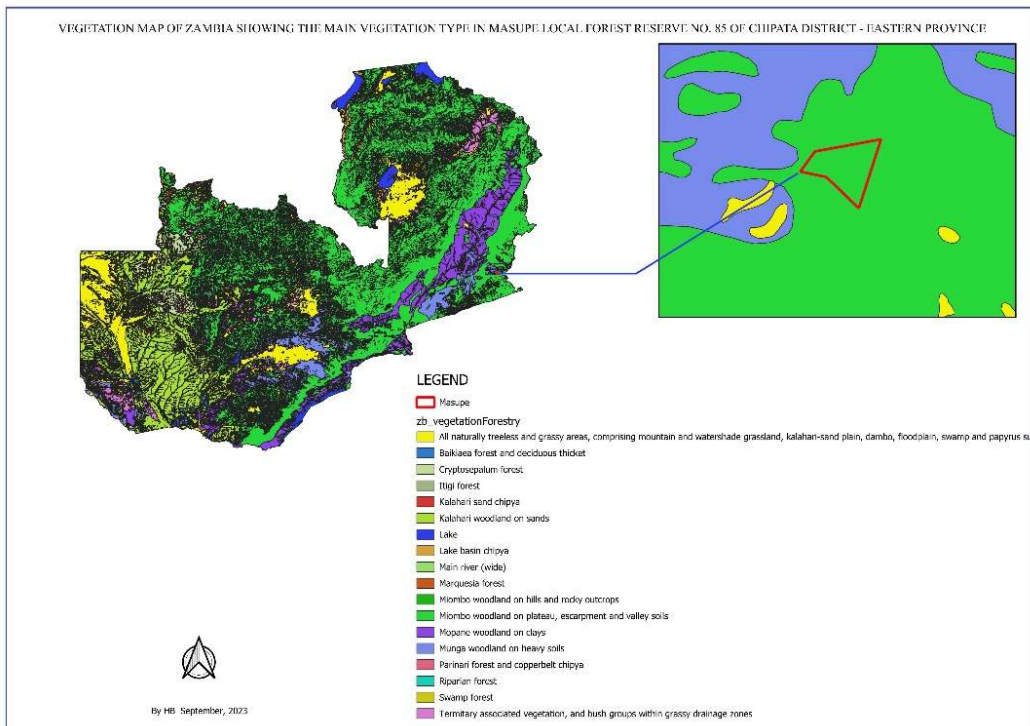 VEGETATION MAP OF ZAMBIA SHOWING THE MAIN VEGETATION TYPE IN MASUPE LOCAL FOREST RESERVE NO. 85 OF CHIPATA DISTRICT - EASTERN PROVINCE
LEGEND
Masupe
zb_vegetationForestry
All naturally treeless and grassy areas, comprising mountain and watershade grassland, kalahari-sand plain, dambo, floodplain, swamp and papyrus su
Baikiaea forest and deciduous thicket
Cryptosepalum forest
Itigi forest
Kalahari sand chipya
Kalahari woodland on sands
Lake
Lake basin chipya
Main river (wide)
Marquesia forest
Miombo woodland on hills and rocky outcrops
Miombo woodland on plateau, escarpment and valley soils
Mopane woodland on clays
Munga woodland on heavy soils
Parinari forest and copperbelt chipya
Riparian forest
Swamp forest
Termitary associated vegetation, and bush groups within grassy drainage zones
By HB September, 2023